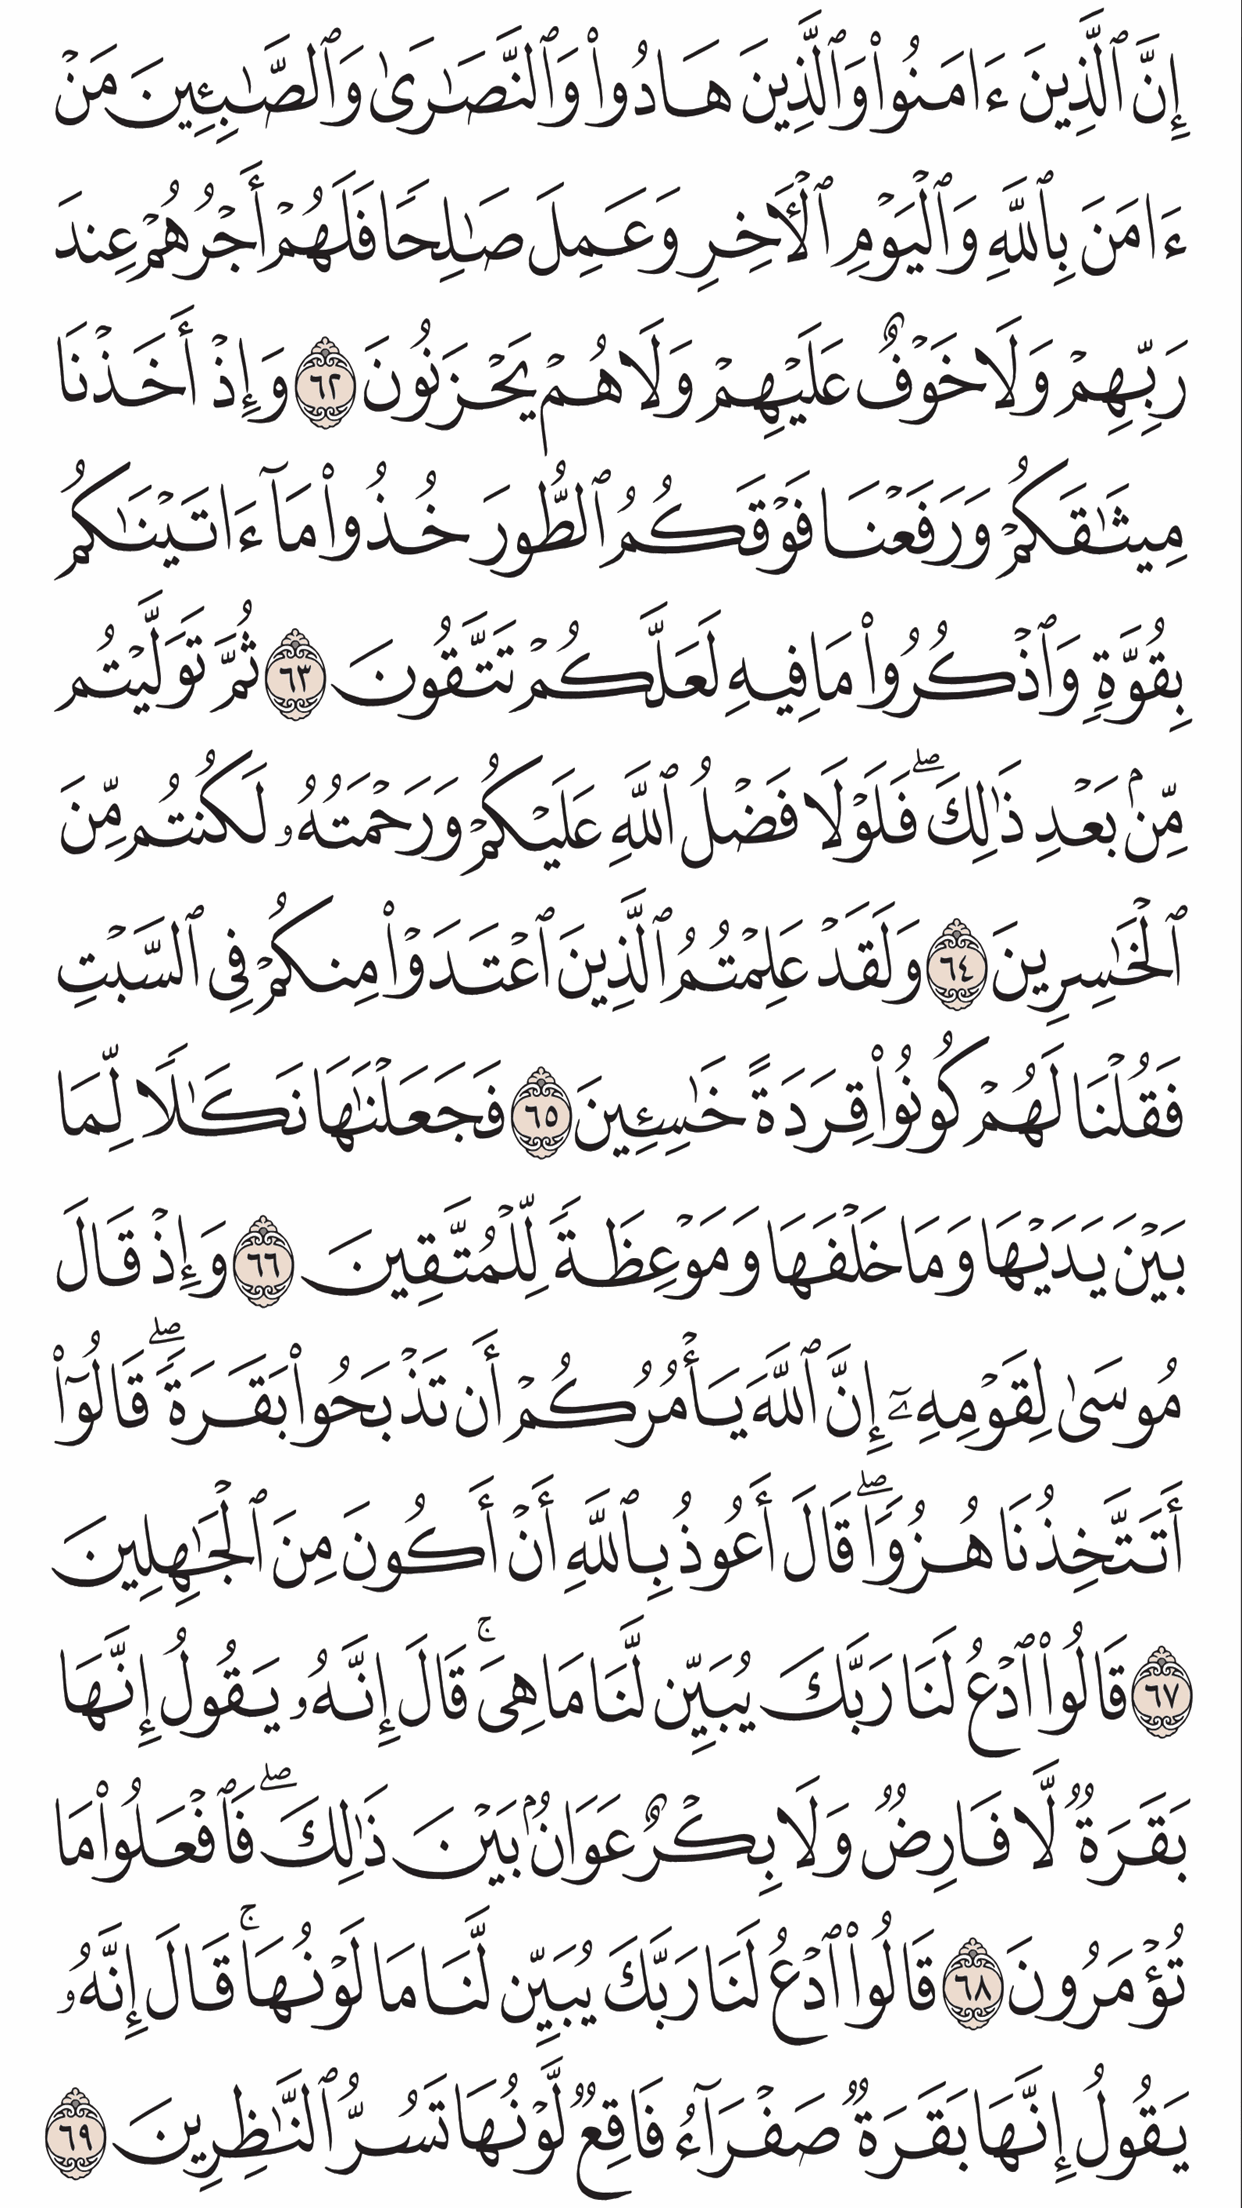 إِنَّ ٱلَّذِينَ ءَامَنُوا۟ وَٱلَّذِينَ هَادُوا۟ وَٱلنَّصَـٰرَىٰ وَٱلصَّـٰبِـِٔينَ مَنْ
ءَامَنَ بِٱللَّهِ وَٱلْيَوْمِ ٱلْـَٔاخِرِ وَعَمِلَ صَـٰلِحًا فَلَهُمْ أَجْرُهُمْ عِندَ
رَبِّهِمْ وَلَا خَوْفٌ عَلَيْهِمْ وَلَا هُمْ يَحْزَنُونَ ٦٢ وَإِذْ أَخَذْنَا
مِيثَـٰقَكُمْ وَرَفَعْنَا فَوْقَكُمُ ٱلطُّورَ خُذُوا۟ مَآ ءَاتَيْنَـٰكُم
بِقُوَّةٍ وَٱذْكُرُوا۟ مَا فِيهِ لَعَلَّكُمْ تَتَّقُونَ ٦٣ ثُمَّ تَوَلَّيْتُم
مِّنۢ بَعْدِ ذَٰلِكَ ۖ فَلَوْلَا فَضْلُ ٱللَّهِ عَلَيْكُمْ وَرَحْمَتُهُۥ لَكُنتُم مِّنَ
ٱلْخَـٰسِرِينَ ٦٤ وَلَقَدْ عَلِمْتُمُ ٱلَّذِينَ ٱعْتَدَوْا۟ مِنكُمْ فِى ٱلسَّبْتِ
فَقُلْنَا لَهُمْ كُونُوا۟ قِرَدَةً خَـٰسِـِٔينَ ٦٥ فَجَعَلْنَـٰهَا نَكَـٰلًا لِّمَا
بَيْنَ يَدَيْهَا وَمَا خَلْفَهَا وَمَوْعِظَةً لِّلْمُتَّقِينَ ٦٦ وَإِذْ قَالَ
مُوسَىٰ لِقَوْمِهِۦٓ إِنَّ ٱللَّهَ يَأْمُرُكُمْ أَن تَذْبَحُوا۟ بَقَرَةً ۖ قَالُوٓا۟
أَتَتَّخِذُنَا هُزُوًا ۖ قَالَ أَعُوذُ بِٱللَّهِ أَنْ أَكُونَ مِنَ ٱلْجَـٰهِلِينَ
٦٧ قَالُوا۟ ٱدْعُ لَنَا رَبَّكَ يُبَيِّن لَّنَا مَا هِىَ ۚ قَالَ إِنَّهُۥ يَقُولُ إِنَّهَا
بَقَرَةٌ لَّا فَارِضٌ وَلَا بِكْرٌ عَوَانٌۢ بَيْنَ ذَٰلِكَ ۖ فَٱفْعَلُوا۟ مَا
تُؤْمَرُونَ ٦٨ قَالُوا۟ ٱدْعُ لَنَا رَبَّكَ يُبَيِّن لَّنَا مَا لَوْنُهَا ۚ قَالَ إِنَّهُۥ
يَقُولُ إِنَّهَا بَقَرَةٌ صَفْرَآءُ فَاقِعٌ لَّوْنُهَا تَسُرُّ ٱلنَّـٰظِرِينَ ٦٩